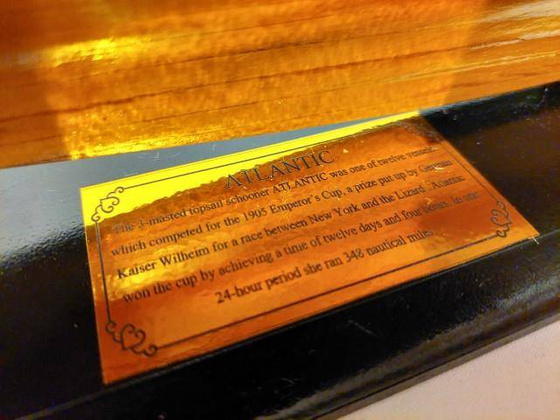 ATLANTIC
The 3-masted topsail schooner ATLANTIC was one of twelve vessels
which competed for the 1905 Emperor's Cup, a prize put up by German
Kaiser Wilheim for a race between New York and the Lizard. Atlantic
won the cup by achieving a time of twelve days and four hours. In one
24-hour period she ran 348 nautical miles.